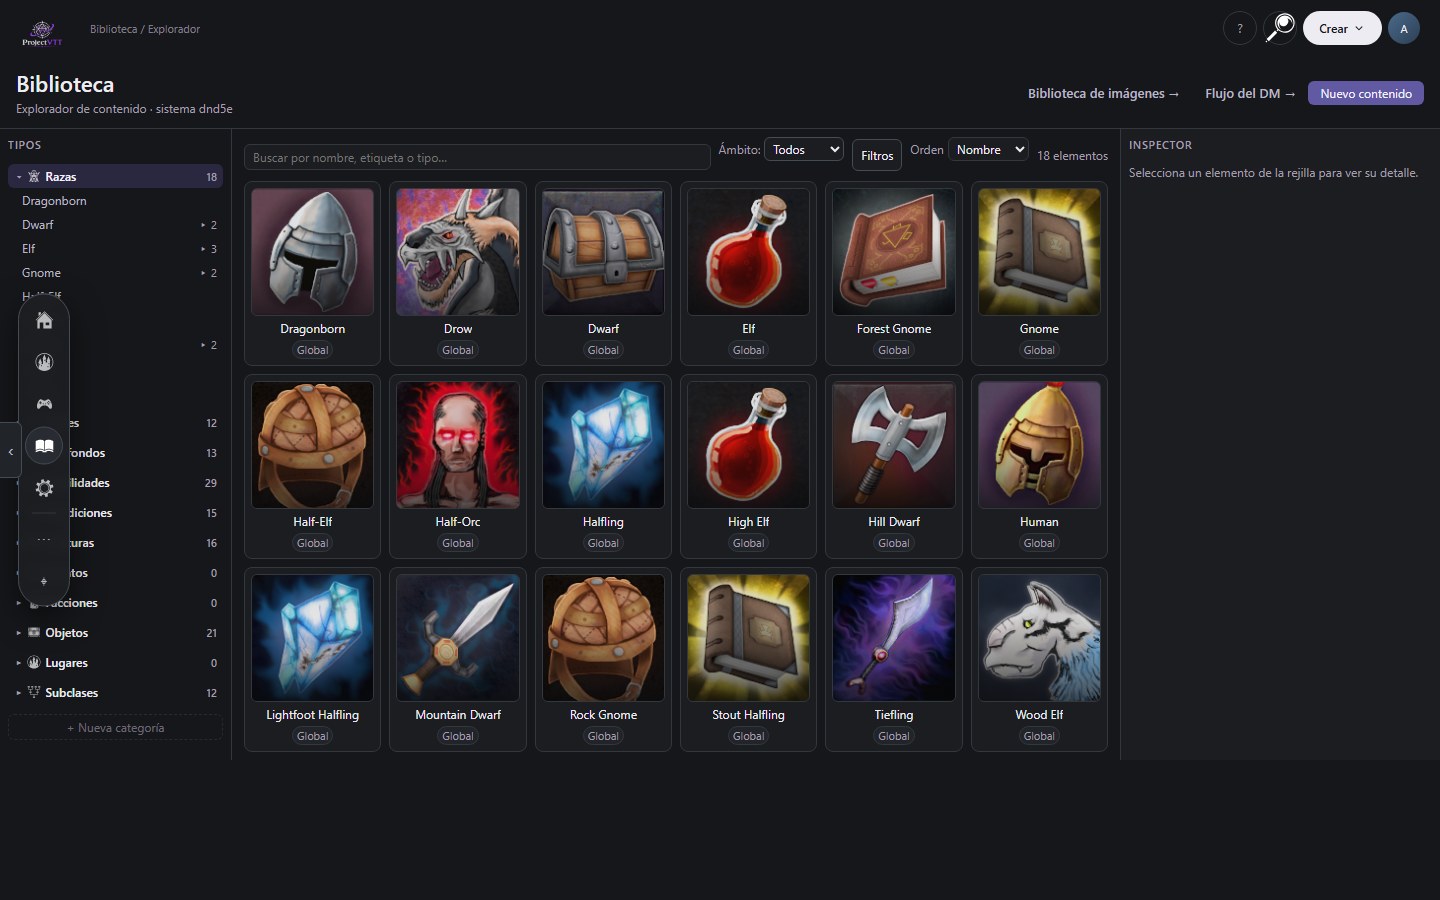 ProjectVTT
Biblioteca / Explorador
?
Crear
A
Biblioteca
Explorador de contenido · sistema dnd5e
Biblioteca de imágenes →
Flujo del DM →
Nuevo contenido
TIPOS
Razas 18
Dragonborn
Dwarf 2
Elf 3
Gnome 2
2
12
fondos 13
29
15
16
0
0
Objetos 21
Lugares 0
Subclases 12
+ Nueva categoría
Buscar por nombre, etiqueta o tipo...
Ámbito: Todos
Filtros
Orden Nombre
18 elementos
Dragonborn
Global
Drow
Global
Dwarf
Global
Elf
Global
Forest Gnome
Global
Gnome
Global
Half-Elf
Global
Half-Orc
Global
Halfling
Global
High Elf
Global
Hill Dwarf
Global
Human
Global
Lightfoot Halfling
Global
Mountain Dwarf
Global
Rock Gnome
Global
Stout Halfling
Global
Tiefling
Global
Wood Elf
Global
INSPECTOR
Selecciona un elemento de la rejilla para ver su detalle.